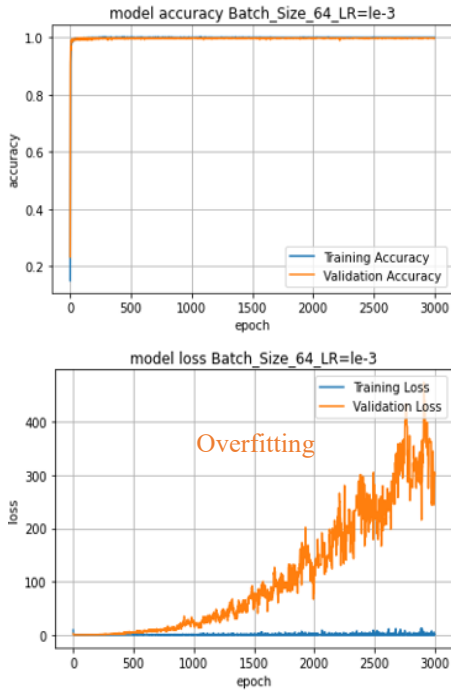 model accuracy Batch_Size_64_LR=le-3
1.0
0.8
0.6
0.4
0.2
accuracy
Training Accuracy
Validation Accuracy
0 500 1000 1500 2000 2500 3000
epoch
model loss Batch_Size_64_LR=le-3
Training Loss
Validation Loss
Overfitting
400
300
200
100
0
loss
0 500 1000 1500 2000 2500 3000
epoch